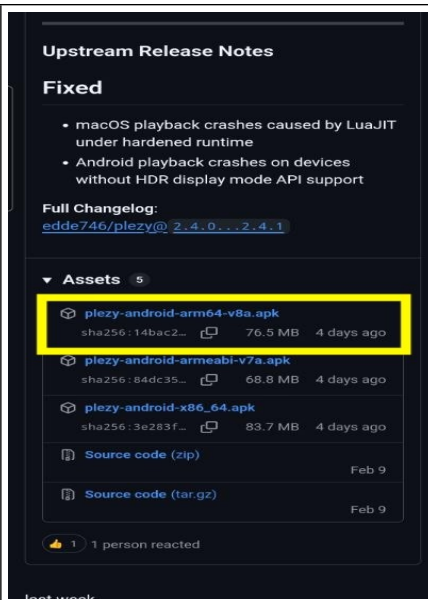 Upstream Release Notes
Fixed
• macOS playback crashes caused by LuaJIT
under hardened runtime
• Android playback crashes on devices
without HDR display mode API support
Full Changelog:
edde746/plezy@ 2.4.0...2.4.1
Assets 5
plezy-android-arm64-v8a.apk
sha256:14bac2… 76.5 MB 4 days ago
plezy-android-armeabi-v7a.apk
sha256:84dc35… 68.8 MB 4 days ago
plezy-android-x86_64.apk
sha256:3e283f… 83.7 MB 4 days ago
Source code (zip)
Feb 9
Source code (tar.gz)
Feb 9
👍 1 1 person reacted
last week